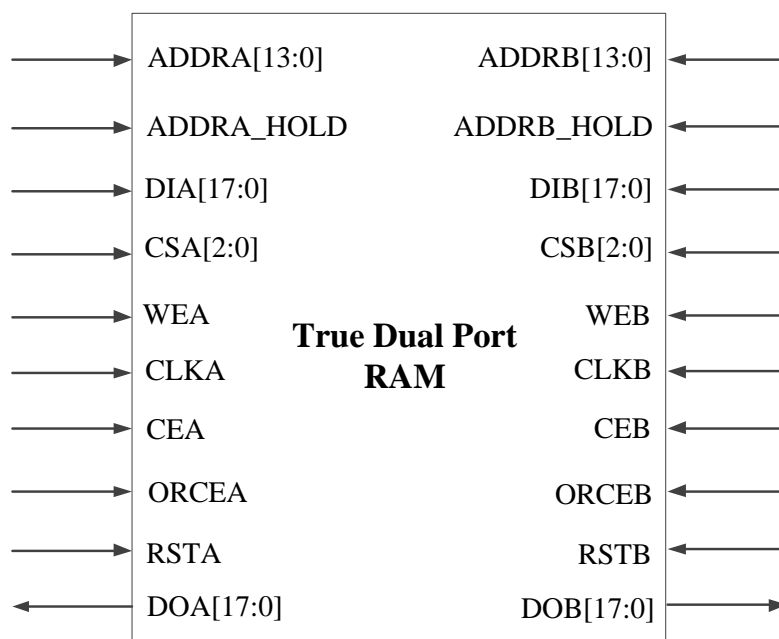 ADDRA[13:0] ADDRB[13:0]
ADDRA_HOLD ADDRB_HOLD
DIA[17:0] DIB[17:0]
CSA[2:0] CSB[2:0]
WEA WEB
True Dual Port
RAM
CLKA CLKB
CEA CEB
ORCEA ORCEB
RSTA RSTB
DOA[17:0] DOB[17:0]